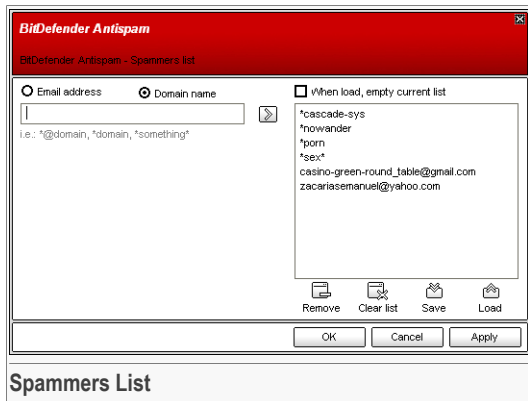 BitDefender Antispam
BitDefender Antispam - Spammers list
Email address
Domain name
i.e.: *@domain, *domain, *something*
When load, empty current list
*cascade-sys
*nowander
*porn
*sex*
casino-green-round_table@gmail.com
zacariasemanuel@yahoo.com
Remove Clear list Save Load
OK Cancel Apply
Spammers List